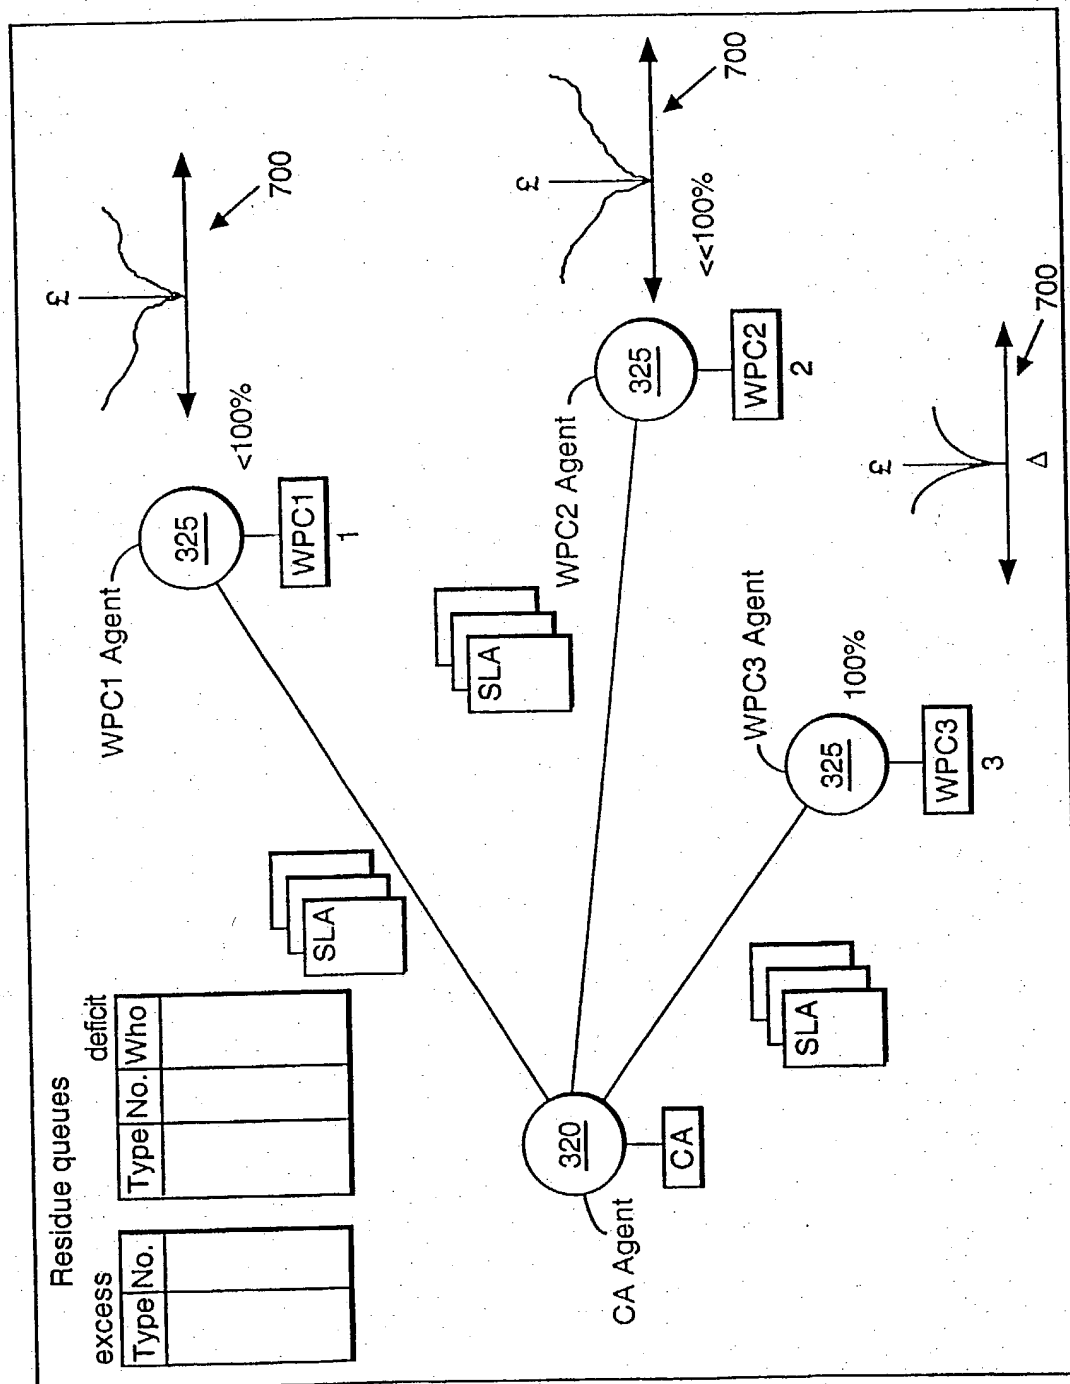 Residue queues
excess
deficit
Type No.
Type No. Who
SLA
SLA
SLA
320
CA Agent
CA
WPC1 Agent
325
WPC1
1
<100%
£
700
WPC2 Agent
325
WPC2
2
<<100%
£
700
WPC3 Agent
325
WPC3
3
100%
£
Δ
700